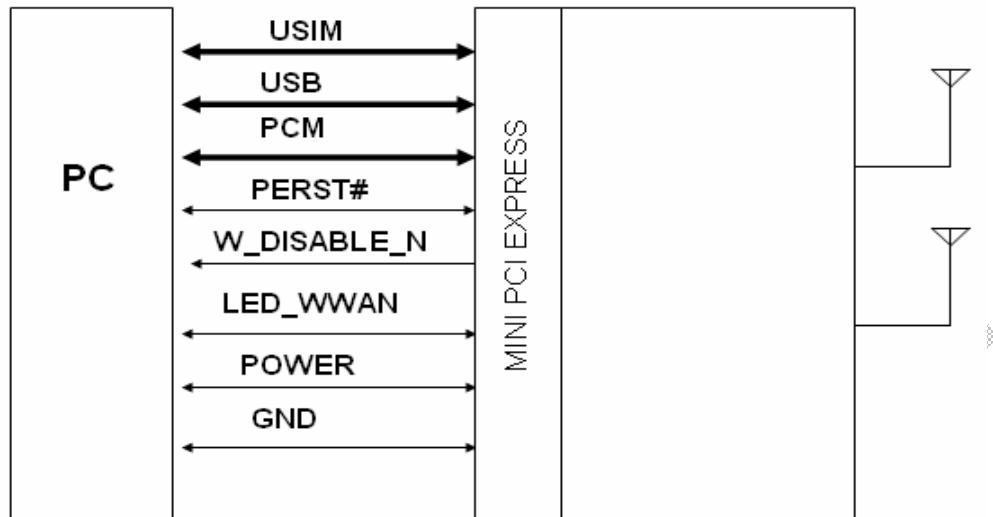 USIM
USB
PCM
PC
PERST#
W_DISABLE_N
LED_WWAN
POWER
GND
MINI PCI EXPRESS